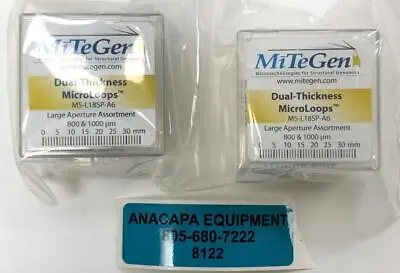 MiTeGen
Microtechnologies for Structural Genomics
www.mitegen.com
Dual-Thickness
MicroLoops™
M5-L18SP-A6
Large Aperture Assortment
800 & 1000 μm
0 5 10 15 20 25 30 mm
MiTeGen
Microtechnologies for Structural Genomics
www.mitegen.com
Dual-Thickness
MicroLoops™
M5-L18SP-A6
Large Aperture Assortment
800 & 1000 μm
0 5 10 15 20 25 30 mm
ANACAPA EQUIPMENT
805-680-7222
8122